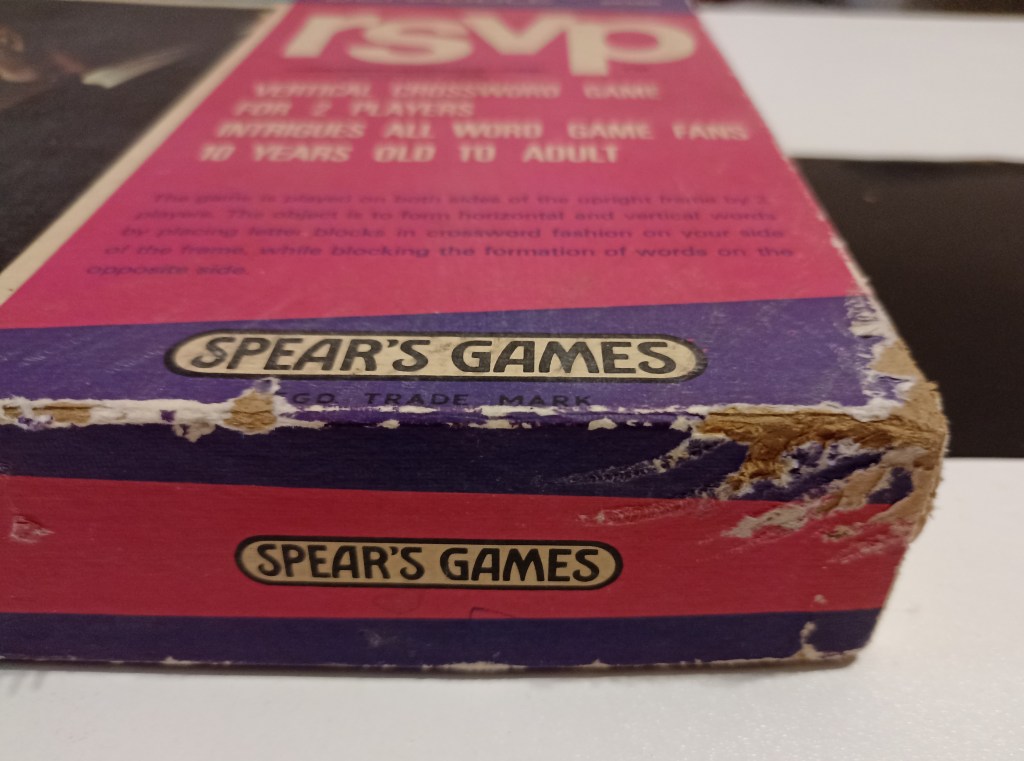 rsvp
VERTICAL CROSSWORD GAME
FOR 2 PLAYERS
INTRIGUES ALL WORD GAME FANS
10 YEARS OLD TO ADULT
The game is played on both sides of the upright frame by 2
players. The object is to form horizontal and vertical words
by placing letter blocks in crossword fashion on your side
of the frame, while blocking the formation of words on the
opposite side.
SPEAR'S GAMES
TRADE MARK
SPEAR'S GAMES